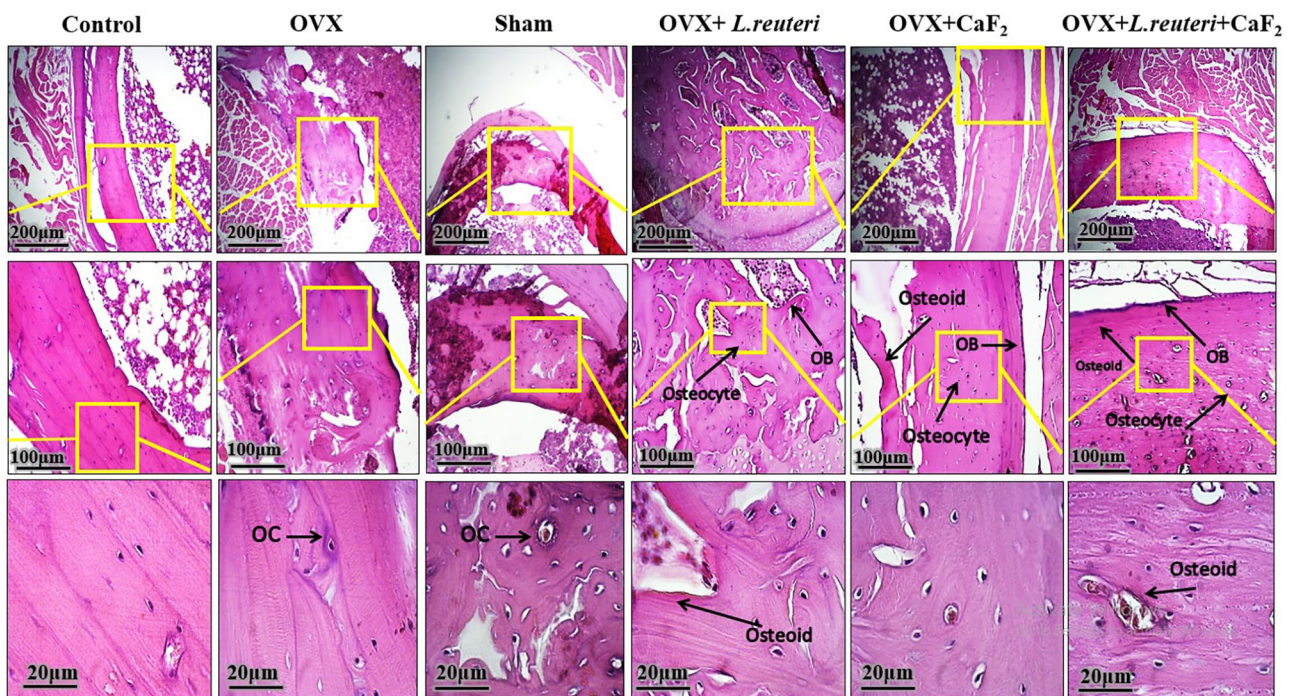 Control OVX Sham OVX+ L.reuteri OVX+CaF₂ OVX+L.reuteri+CaF₂
200µm 200µm 200µm 200µm 200µm 200µm
Osteoid
OB
OB
OB
Osteoid
Osteocyte
Osteocyte
Osteocyte
100µm 100µm 100µm 100µm 100µm 100µm
OC
OC
Osteoid
Osteoid
20µm 20µm 20µm 20µm 20µm 20µm